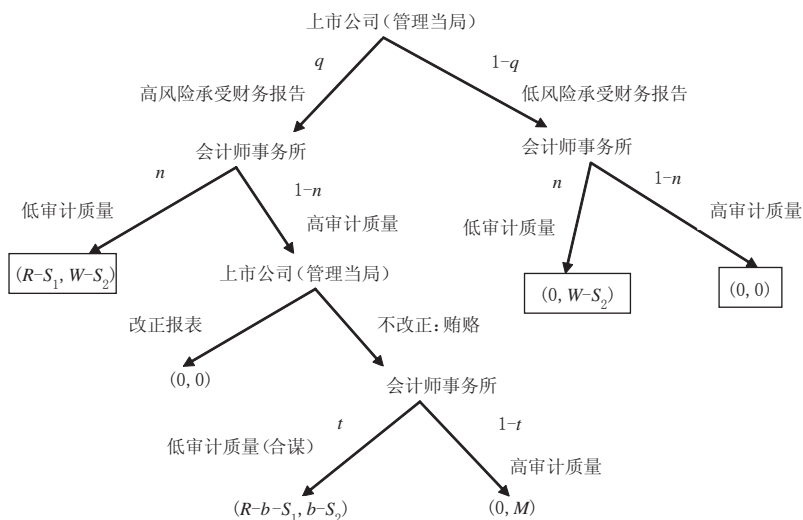 上市公司(管理当局)
q
1-q
高风险承受财务报告
低风险承受财务报告
会计师事务所
会计师事务所
n
1-n
n
1-n
低审计质量
高审计质量
低审计质量
高审计质量
(R-S₁, W-S₂)
上市公司(管理当局)
(0, W-S₂)
(0,0)
改正报表
不改正:贿赂
(0,0)
会计师事务所
t
1-t
低审计质量(合谋)
高审计质量
(R-b-S₁, b-S₂)
(0, M)